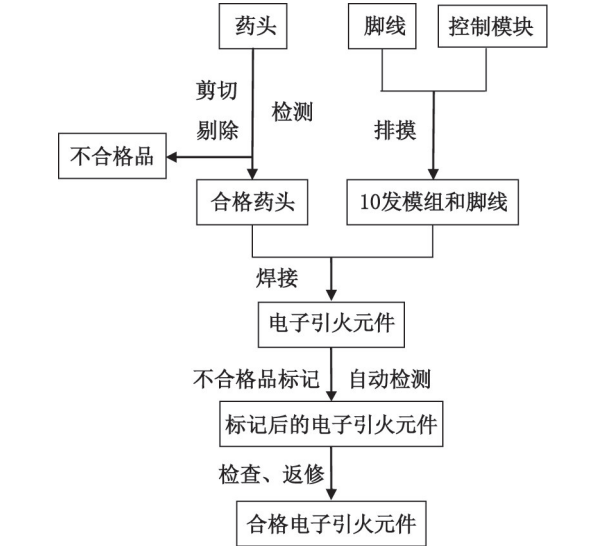 药头
脚线
控制模块
剪切
检测
剔除
排摸
不合格品
合格药头
10发模组和脚线
焊接
电子引火元件
不合格品标记
自动检测
标记后的电子引火元件
检查、返修
合格电子引火元件